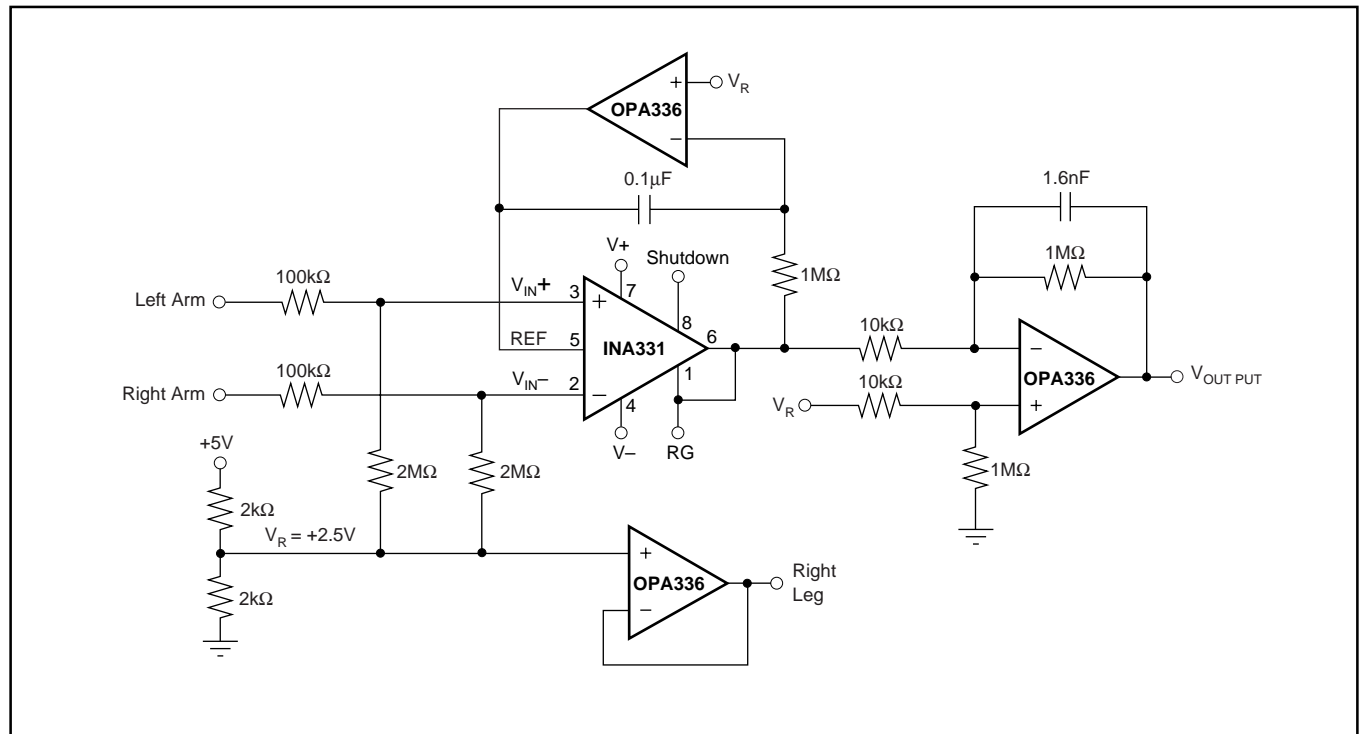 +
V_R
OPA336
−
0.1μF
1.6nF
V+
Shutdown
1MΩ
1MΩ
100kΩ
Left Arm
V_IN+
3
+
7
8
REF
5
INA331
6
10kΩ
−
OPA336
V_OUT PUT
100kΩ
Right Arm
V_IN−
2
−
4
1
V_R
10kΩ
+
+5V
V−
RG
2MΩ
2MΩ
1MΩ
2kΩ
V_R = +2.5V
+
OPA336
−
Right
Leg
2kΩ